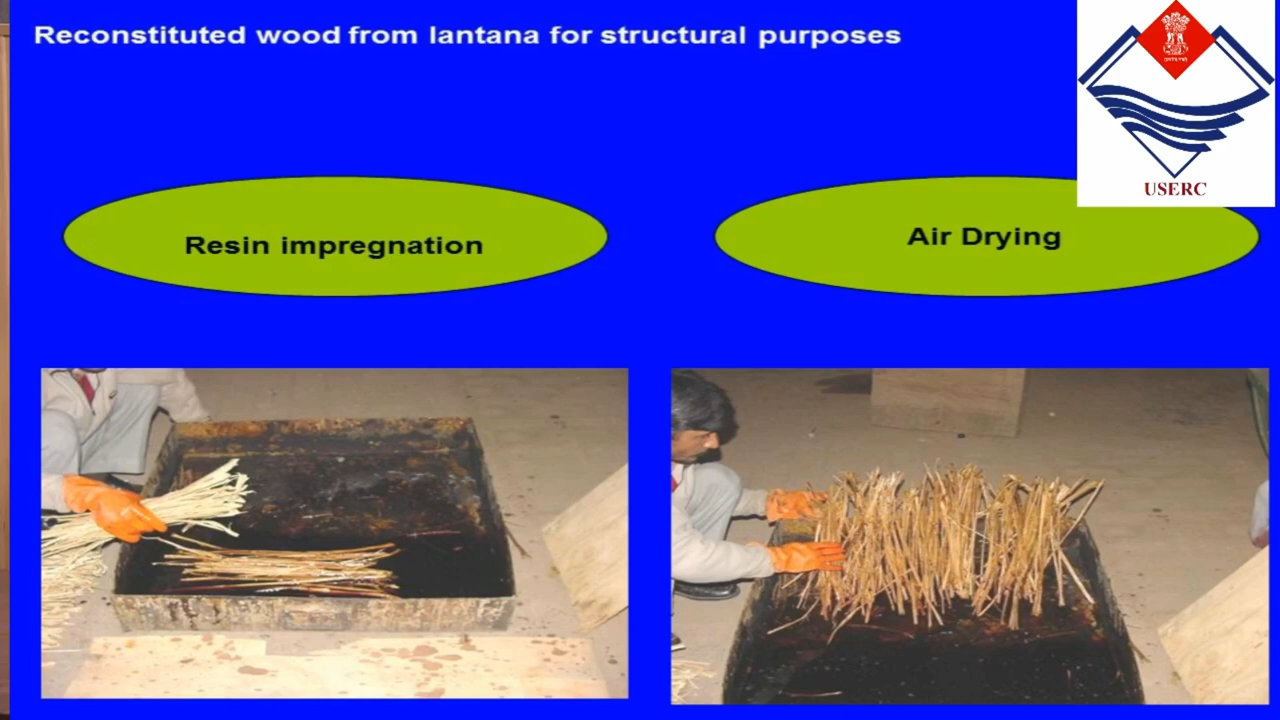 Reconstituted wood from lantana for structural purposes
USERC
Resin impregnation
Air Drying